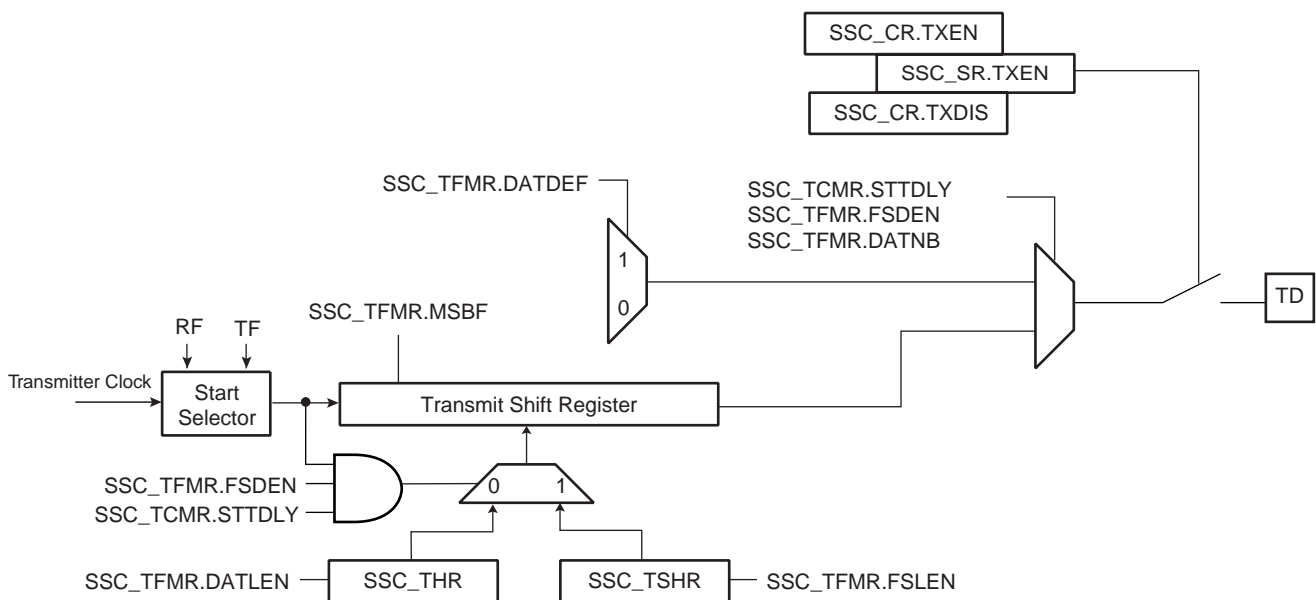 SSC_CR.TXEN
SSC_SR.TXEN
SSC_CR.TXDIS
SSC_TFMR.DATDEF
SSC_TCMR.STTDLY
SSC_TFMR.FSDEN
SSC_TFMR.DATNB
1
0
TD
SSC_TFMR.MSBF
RF
TF
Transmitter Clock
Start
Selector
Transmit Shift Register
SSC_TFMR.FSDEN
SSC_TCMR.STTDLY
0
1
SSC_TFMR.DATLEN
SSC_THR
SSC_TSHR
SSC_TFMR.FSLEN